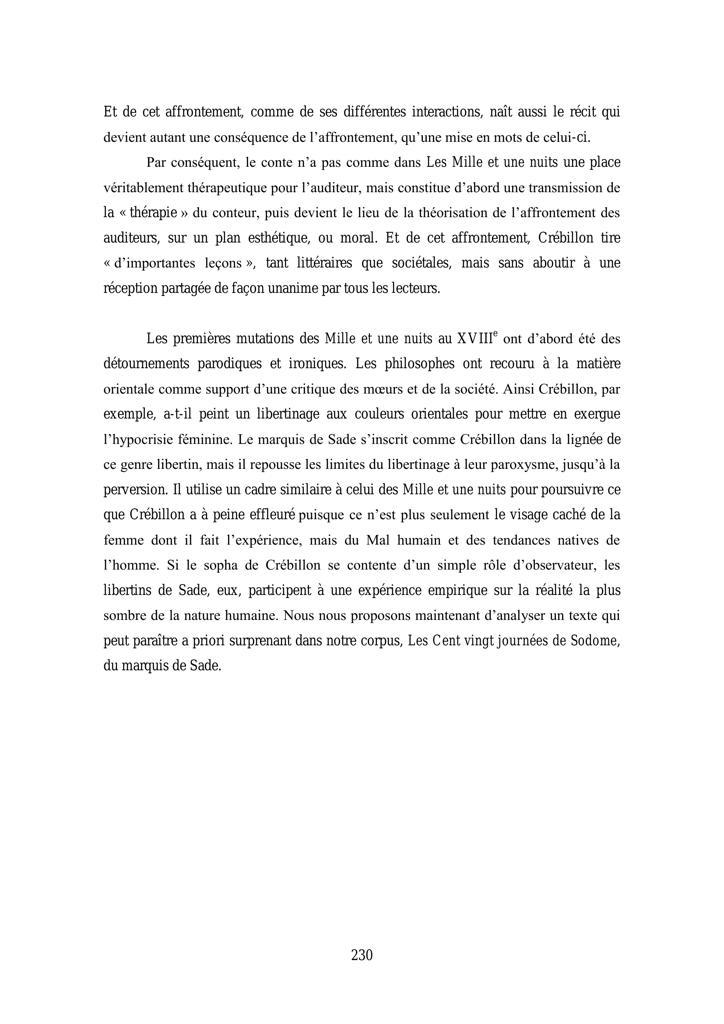 Et de cet affrontement, comme de ses différentes interactions, naît aussi le récit qui
devient autant une conséquence de l’affrontement, qu’une mise en mots de celui-ci.
Par conséquent, le conte n’a pas comme dans Les Mille et une nuits une place
véritablement thérapeutique pour l’auditeur, mais constitue d’abord une transmission de
la « thérapie » du conteur, puis devient le lieu de la théorisation de l’affrontement des
auditeurs, sur un plan esthétique, ou moral. Et de cet affrontement, Crébillon tire
« d’importantes leçons », tant littéraires que sociétales, mais sans aboutir à une
réception partagée de façon unanime par tous les lecteurs.
Les premières mutations des Mille et une nuits au XVIIIe ont d’abord été des
détournements parodiques et ironiques. Les philosophes ont recouru à la matière
orientale comme support d’une critique des mœurs et de la société. Ainsi Crébillon, par
exemple, a-t-il peint un libertinage aux couleurs orientales pour mettre en exergue
l’hypocrisie féminine. Le marquis de Sade s’inscrit comme Crébillon dans la lignée de
ce genre libertin, mais il repousse les limites du libertinage à leur paroxysme, jusqu’à la
perversion. Il utilise un cadre similaire à celui des Mille et une nuits pour poursuivre ce
que Crébillon a à peine effleuré puisque ce n’est plus seulement le visage caché de la
femme dont il fait l’expérience, mais du Mal humain et des tendances natives de
l’homme. Si le sopha de Crébillon se contente d’un simple rôle d’observateur, les
libertins de Sade, eux, participent à une expérience empirique sur la réalité la plus
sombre de la nature humaine. Nous nous proposons maintenant d’analyser un texte qui
peut paraître a priori surprenant dans notre corpus, Les Cent vingt journées de Sodome,
du marquis de Sade.
230